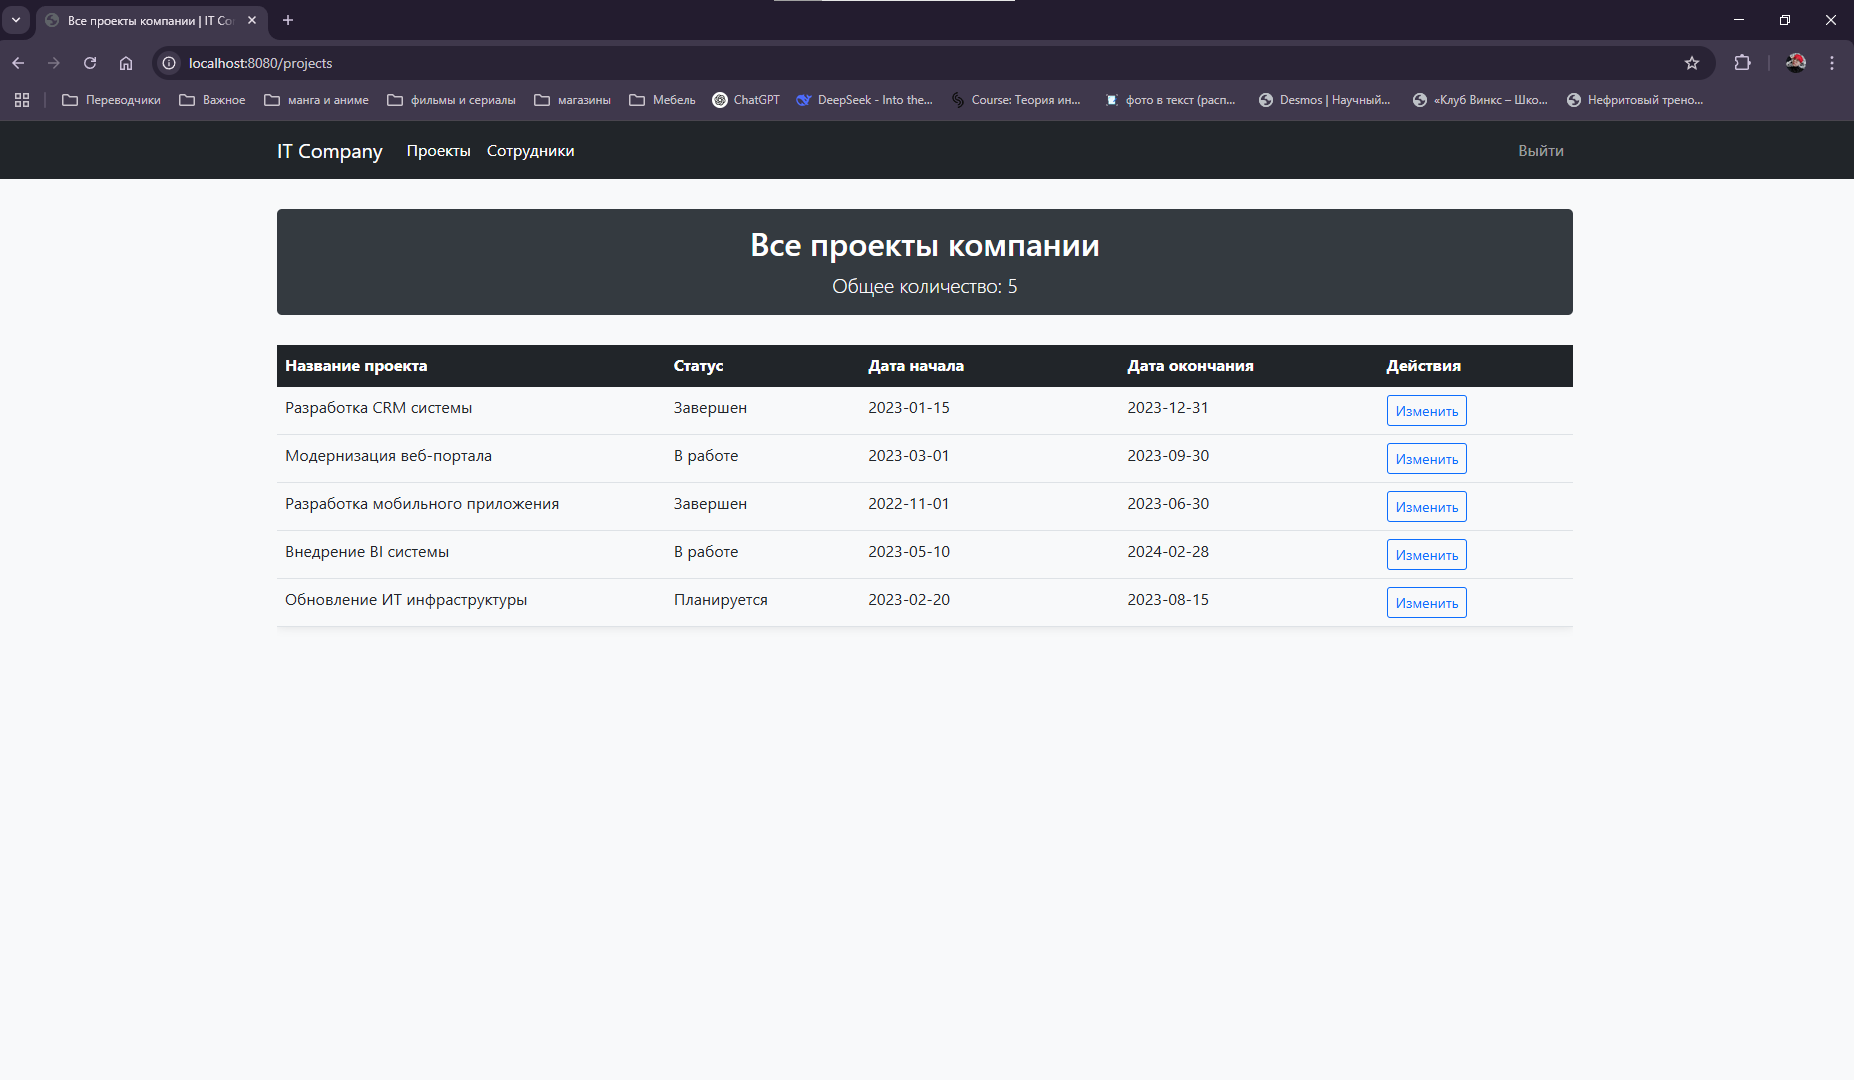 Все проекты компании | IT Co
localhost:8080/projects
Переводчики Важное манга и аниме фильмы и сериалы магазины Мебель ChatGPT DeepSeek - Into the... Course: Теория ин... фото в текст (расп... Desmos | Научный... «Клуб Винкс – Шко... Нефритовый трено...
IT Company Проекты Сотрудники Выйти
Все проекты компании
Общее количество: 5
Название проекта Статус Дата начала Дата окончания Действия
Разработка CRM системы Завершен 2023-01-15 2023-12-31 Изменить
Модернизация веб-портала В работе 2023-03-01 2023-09-30 Изменить
Разработка мобильного приложения Завершен 2022-11-01 2023-06-30 Изменить
Внедрение BI системы В работе 2023-05-10 2024-02-28 Изменить
Обновление ИТ инфраструктуры Планируется 2023-02-20 2023-08-15 Изменить